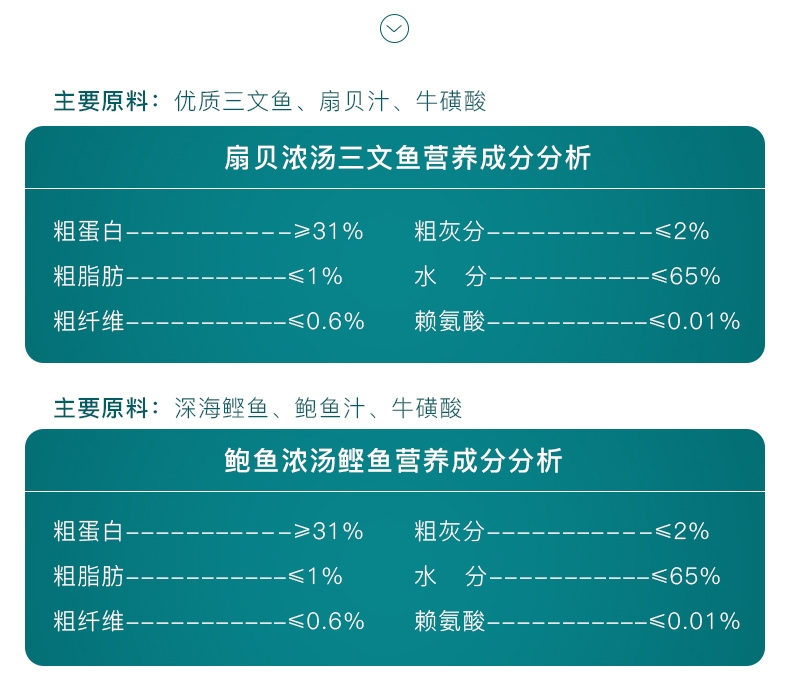 主要原料：优质三文鱼、扇贝汁、牛磺酸
扇贝浓汤三文鱼营养成分分析
粗蛋白-----------⩾31% 粗灰分-----------⩽2%
粗脂肪-----------⩽1% 水 分-----------⩽65%
粗纤维-----------⩽0.6% 赖氨酸-----------⩽0.01%
主要原料：深海鲣鱼、鲍鱼汁、牛磺酸
鲍鱼浓汤鲣鱼营养成分分析
粗蛋白-----------⩾31% 粗灰分-----------⩽2%
粗脂肪-----------⩽1% 水 分-----------⩽65%
粗纤维-----------⩽0.6% 赖氨酸-----------⩽0.01%